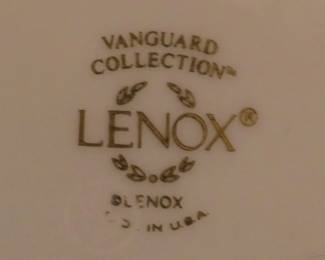 VANGUARD
COLLECTION™
LENOX®
©LENOX
IN U.S.A.